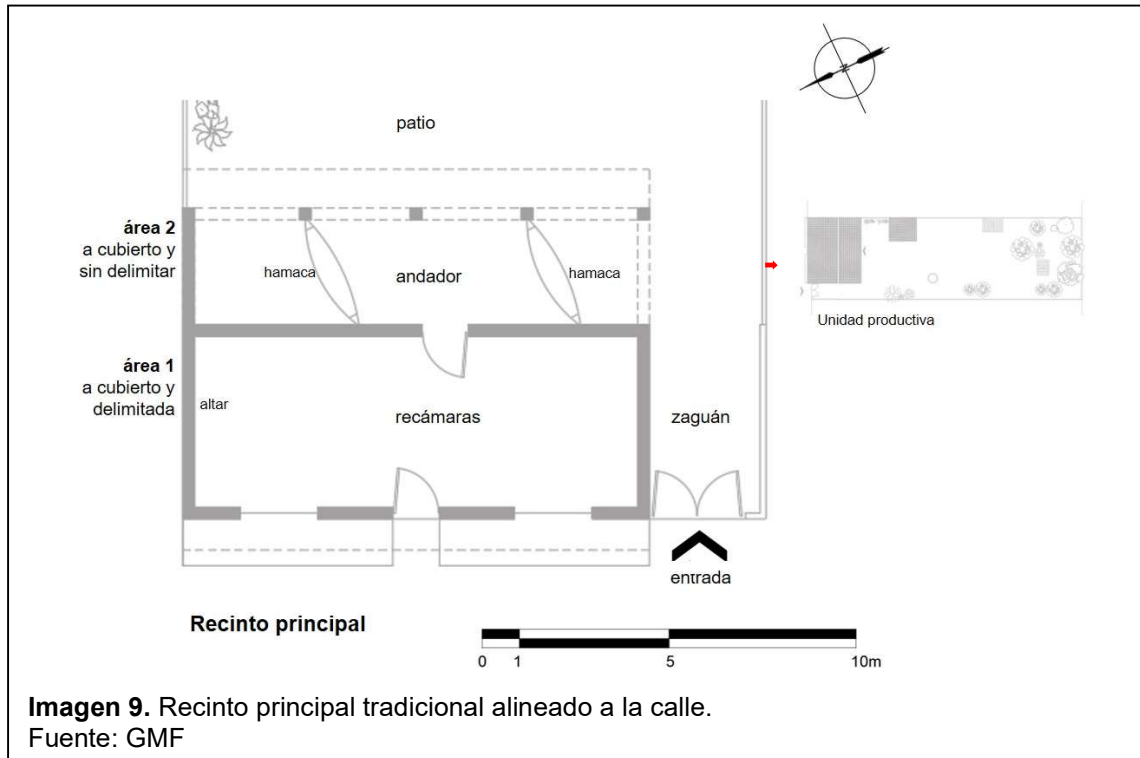 patio
área 2
a cubierto y
sin delimitar
hamaca
andador
hamaca
Unidad productiva
área 1
a cubierto y
delimitada
altar
recámaras
zaguán
entrada
Recinto principal
0 1 5 10m
Imagen 9. Recinto principal tradicional alineado a la calle.
Fuente: GMF